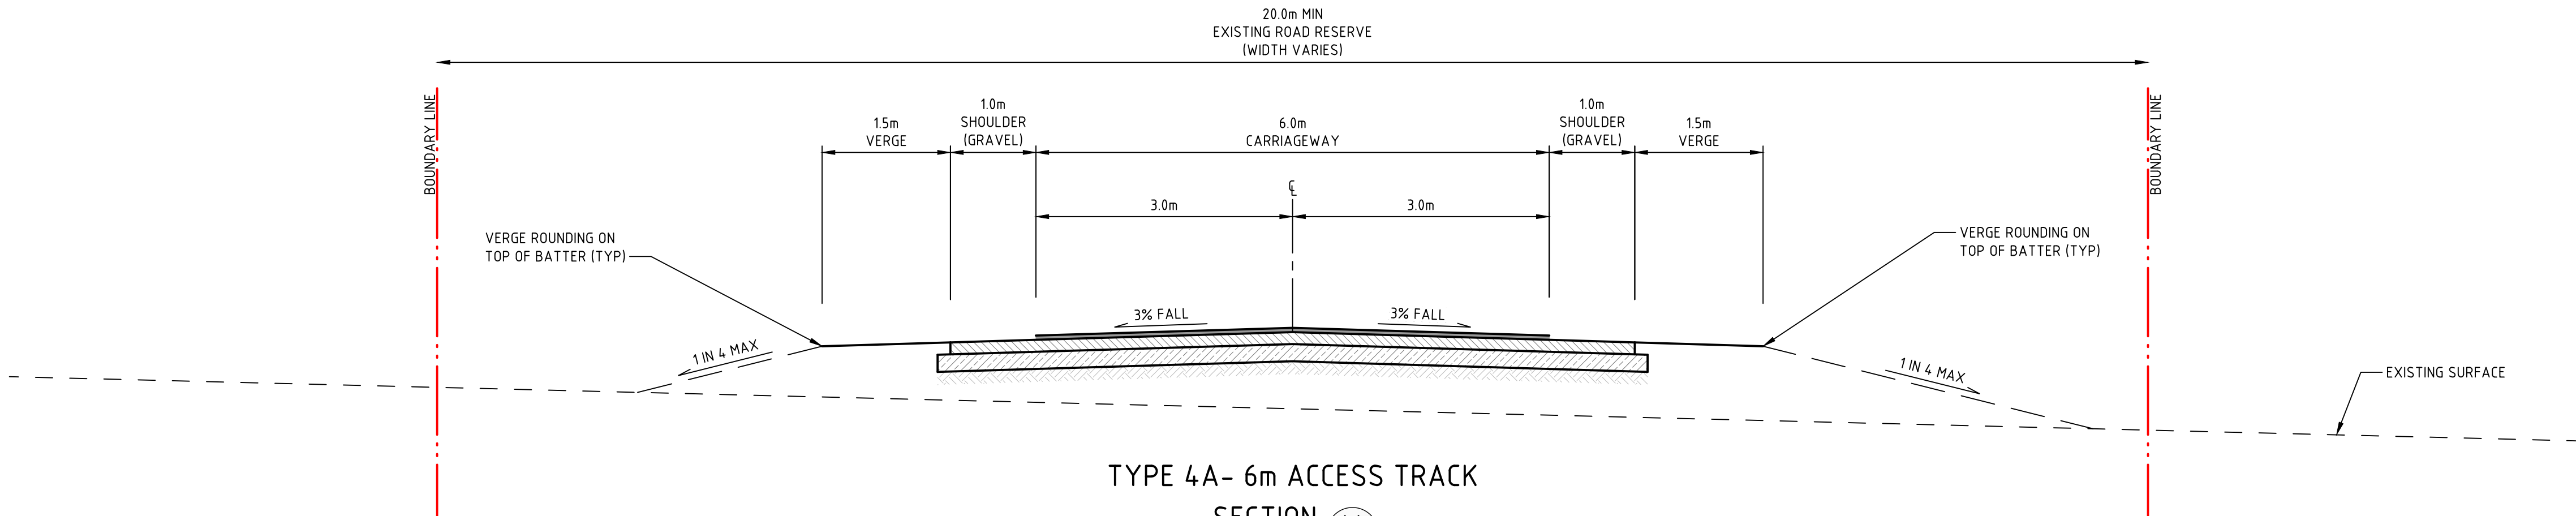 20.0m MIN
EXISTING ROAD RESERVE
(WIDTH VARIES)
BOUNDARY LINE
BOUNDARY LINE
1.5m
VERGE
1.0m
SHOULDER
(GRAVEL)
6.0m
CARRIAGEWAY
1.0m
SHOULDER
(GRAVEL)
1.5m
VERGE
℄
3.0m
3.0m
VERGE ROUNDING ON
TOP OF BATTER (TYP)
VERGE ROUNDING ON
TOP OF BATTER (TYP)
3% FALL
3% FALL
1 IN 4 MAX
1 IN 4 MAX
EXISTING SURFACE
TYPE 4A- 6m ACCESS TRACK
SECTION